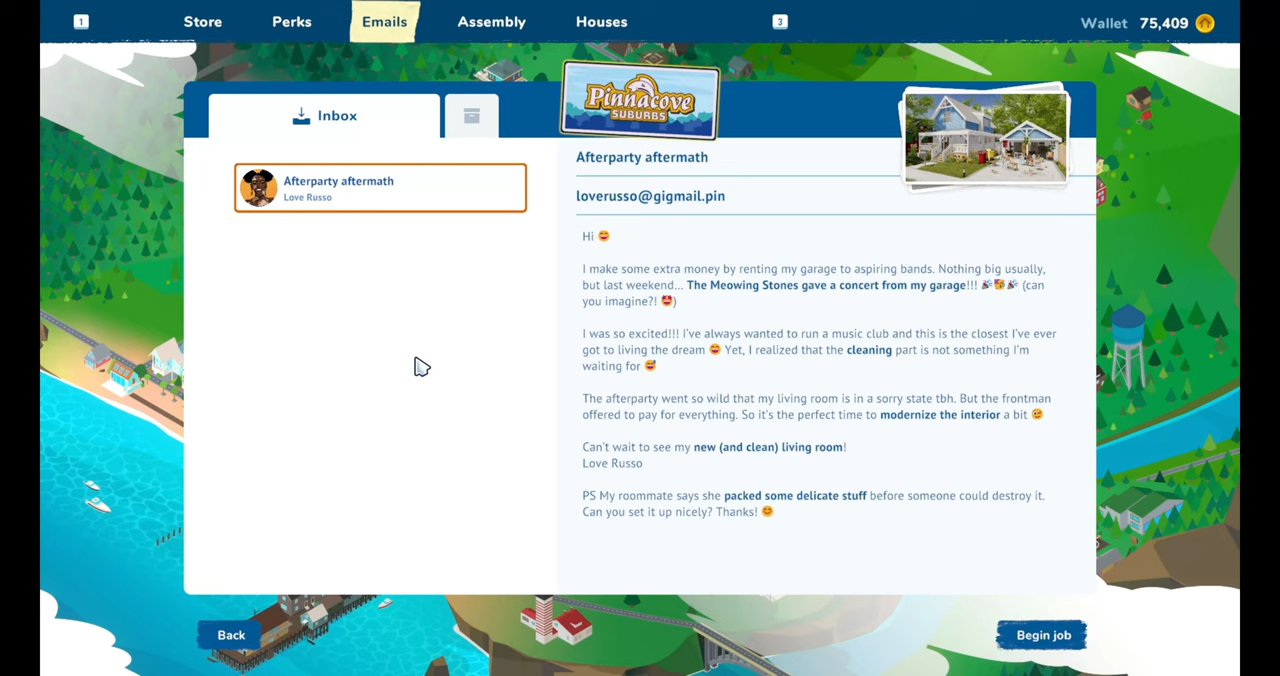 1 Store Perks Emails Assembly Houses 3 Wallet 75,409
Pinnacove
SUBURBS
Inbox
Afterparty aftermath
Love Russo
Afterparty aftermath
loverusso@gigmail.pin
Hi 😄
I make some extra money by renting my garage to aspiring bands. Nothing big usually,
but last weekend... The Meowing Stones gave a concert from my garage!!! 🎉🥳🎉 (can
you imagine?! 🤩)
I was so excited!!! I've always wanted to run a music club and this is the closest I've ever
got to living the dream 😄 Yet, I realized that the cleaning part is not something I'm
waiting for 😅
The afterparty went so wild that my living room is in a sorry state tbh. But the frontman
offered to pay for everything. So it's the perfect time to modernize the interior a bit 😉
Can't wait to see my new (and clean) living room!
Love Russo
PS My roommate says she packed some delicate stuff before someone could destroy it.
Can you set it up nicely? Thanks! 😊
Back
Begin job